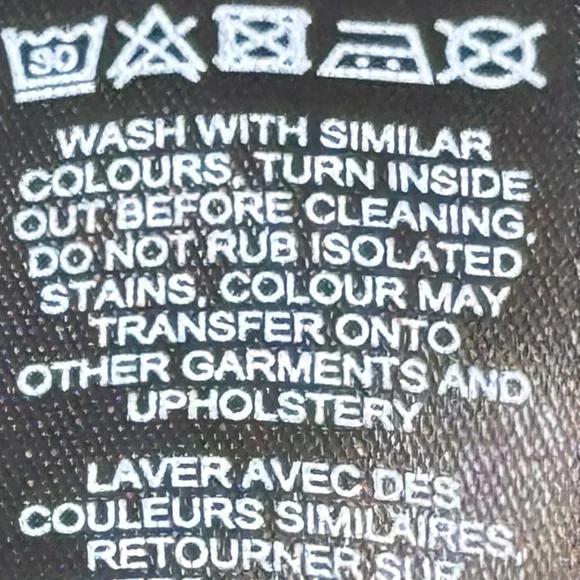 WASH WITH SIMILAR
COLOURS. TURN INSIDE
OUT BEFORE CLEANING.
DO NOT RUB ISOLATED
STAINS. COLOUR MAY
TRANSFER ONTO
OTHER GARMENTS AND
UPHOLSTERY
LAVER AVEC DES
COULEURS SIMILAIRES.
RETOURNER SUR